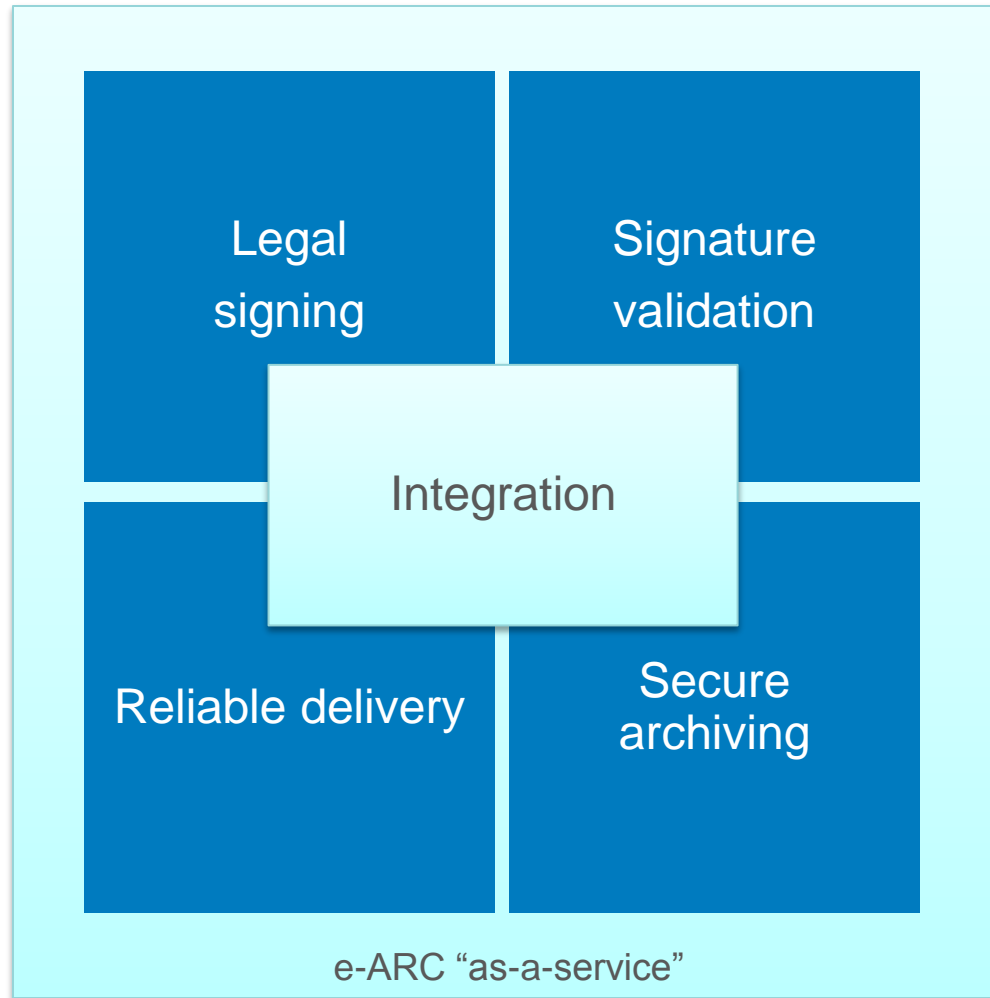 Legal
signing
Signature
validation
Integration
Reliable delivery
Secure
archiving
e-ARC “as-a-service”